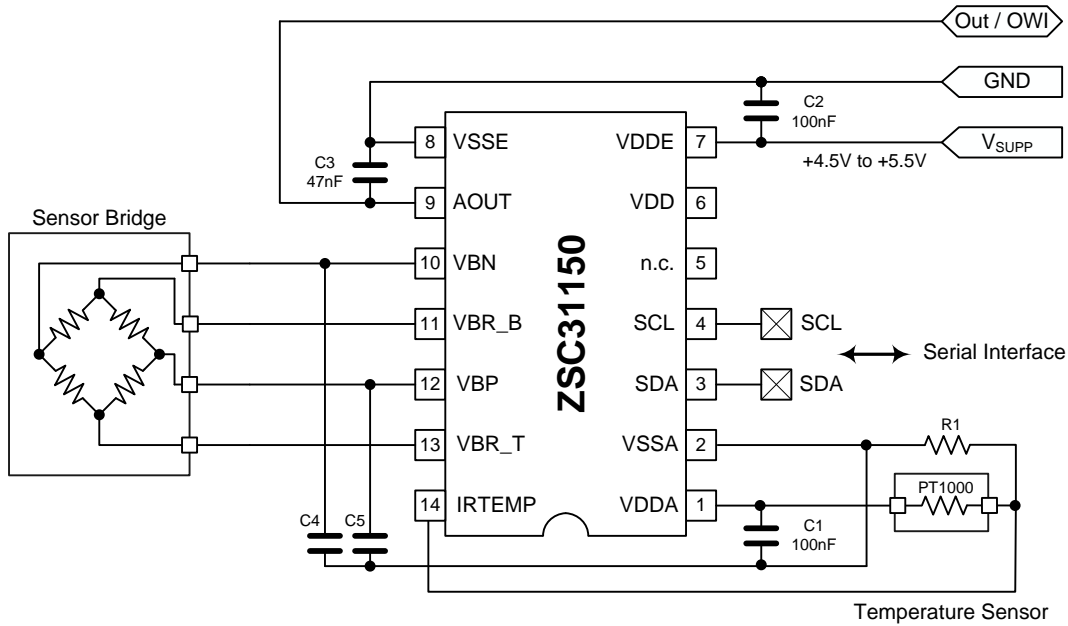 Out / OWI
GND
C2
100nF
V_SUPP
+4.5V to +5.5V
C3
47nF
8 VSSE VDDE 7
9 AOUT VDD 6
10 VBN n.c. 5
11 VBR_B SCL 4 SCL
12 VBP SDA 3 SDA
13 VBR_T VSSA 2
14 IRTEMP VDDA 1
ZSC31150
Sensor Bridge
Serial Interface
R1
PT1000
C4 C5
C1
100nF
Temperature Sensor